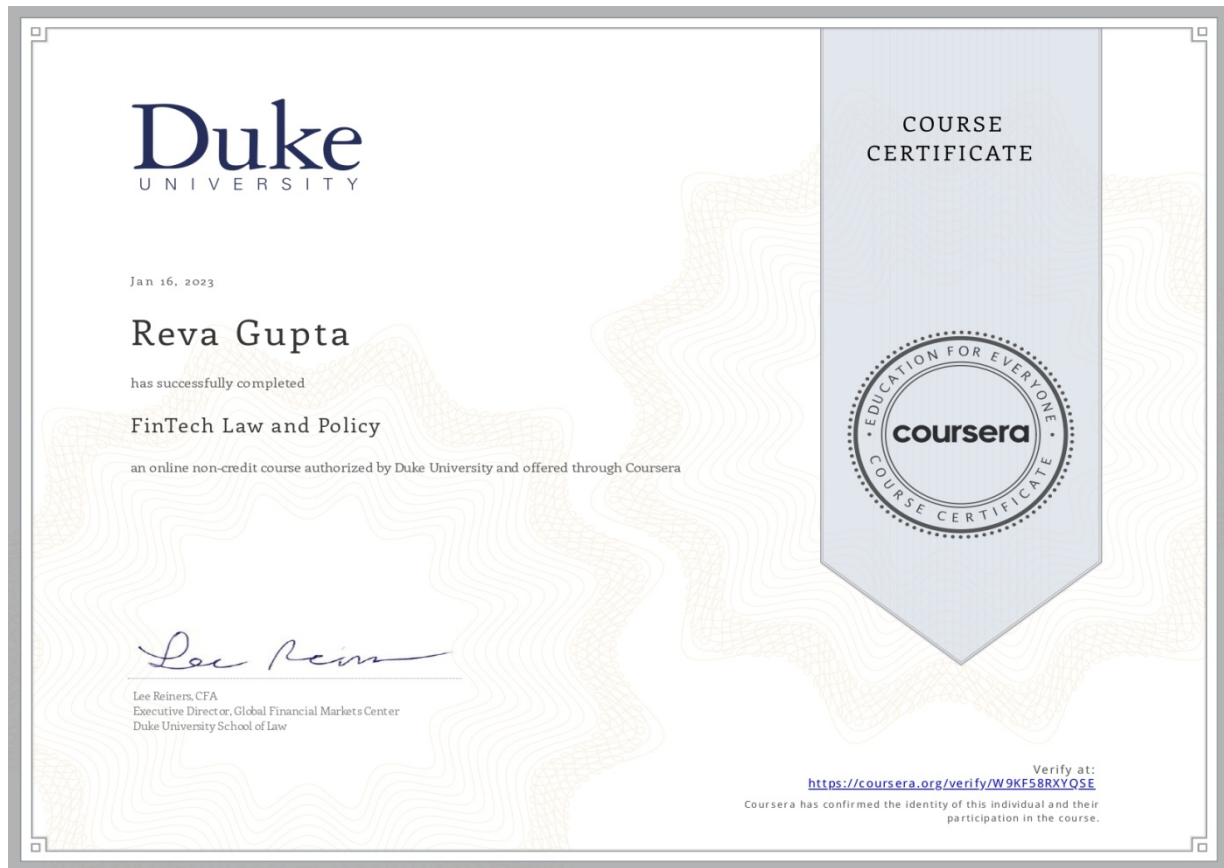 Duke
UNIVERSITY
COURSE
CERTIFICATE
Jan 16, 2023
Reva Gupta
has successfully completed
FinTech Law and Policy
an online non-credit course authorized by Duke University and offered through Coursera
EDUCATION FOR EVERYONE
coursera
COURSE CERTIFICATE
Lee Reiners, CFA
Executive Director, Global Financial Markets Center
Duke University School of Law
Verify at:
https://coursera.org/verify/W9KF58RXYQSE
Coursera has confirmed the identity of this individual and their
participation in the course.